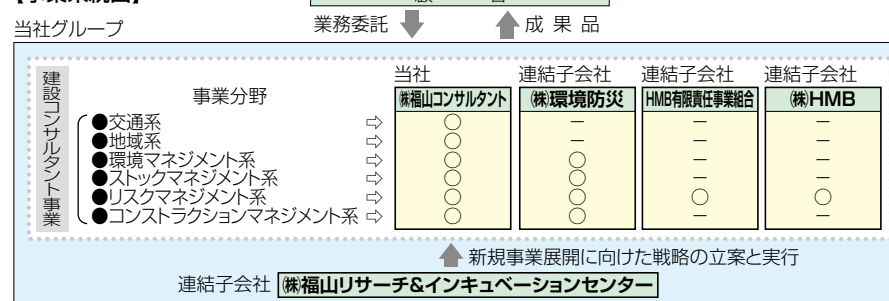 【事業系統図】
業務委託 成果品
当社グループ
建設コンサルタント事業
事業分野
当社 連結子会社 連結子会社 連結子会社
㈱福山コンサルタント ㈱環境防災 HMB有限責任事業組合 ㈱HMB
●交通系 ⇨ ○ － － －
●地域系 ⇨ ○ － － －
●環境マネジメント系 ⇨ ○ ○ － －
●ストックマネジメント系 ⇨ ○ ○ － －
●リスクマネジメント系 ⇨ ○ ○ ○ ○
●コンストラクションマネジメント系 ⇨ ○ ○ － －
新規事業展開に向けた戦略の立案と実行
連結子会社 ㈱福山リサーチ&インキュベーションセンター